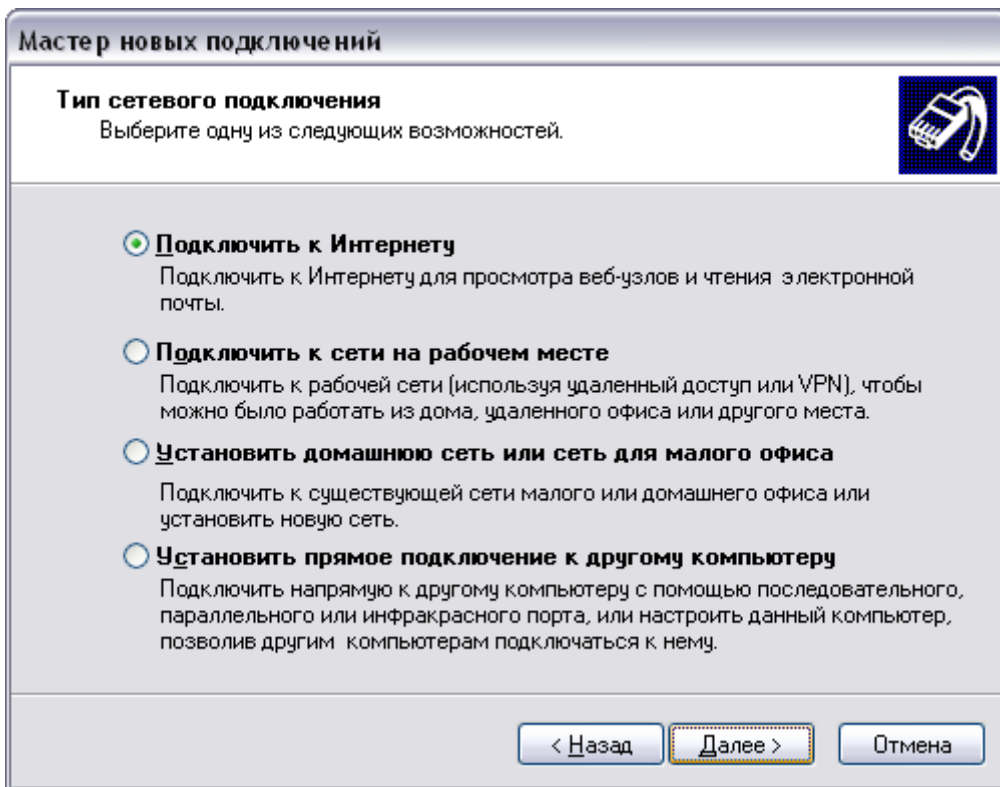 Мастер новых подключений
Тип сетевого подключения
Выберите одну из следующих возможностей.
Подключить к Интернету
Подключить к Интернету для просмотра веб-узлов и чтения электронной
почты.
Подключить к сети на рабочем месте
Подключить к рабочей сети (используя удаленный доступ или VPN), чтобы
можно было работать из дома, удаленного офиса или другого места.
Установить домашнюю сеть или сеть для малого офиса
Подключить к существующей сети малого или домашнего офиса или
установить новую сеть.
Установить прямое подключение к другому компьютеру
Подключить напрямую к другому компьютеру с помощью последовательного,
параллельного или инфракрасного порта, или настроить данный компьютер,
позволив другим компьютерам подключаться к нему.
< Назад Далее > Отмена